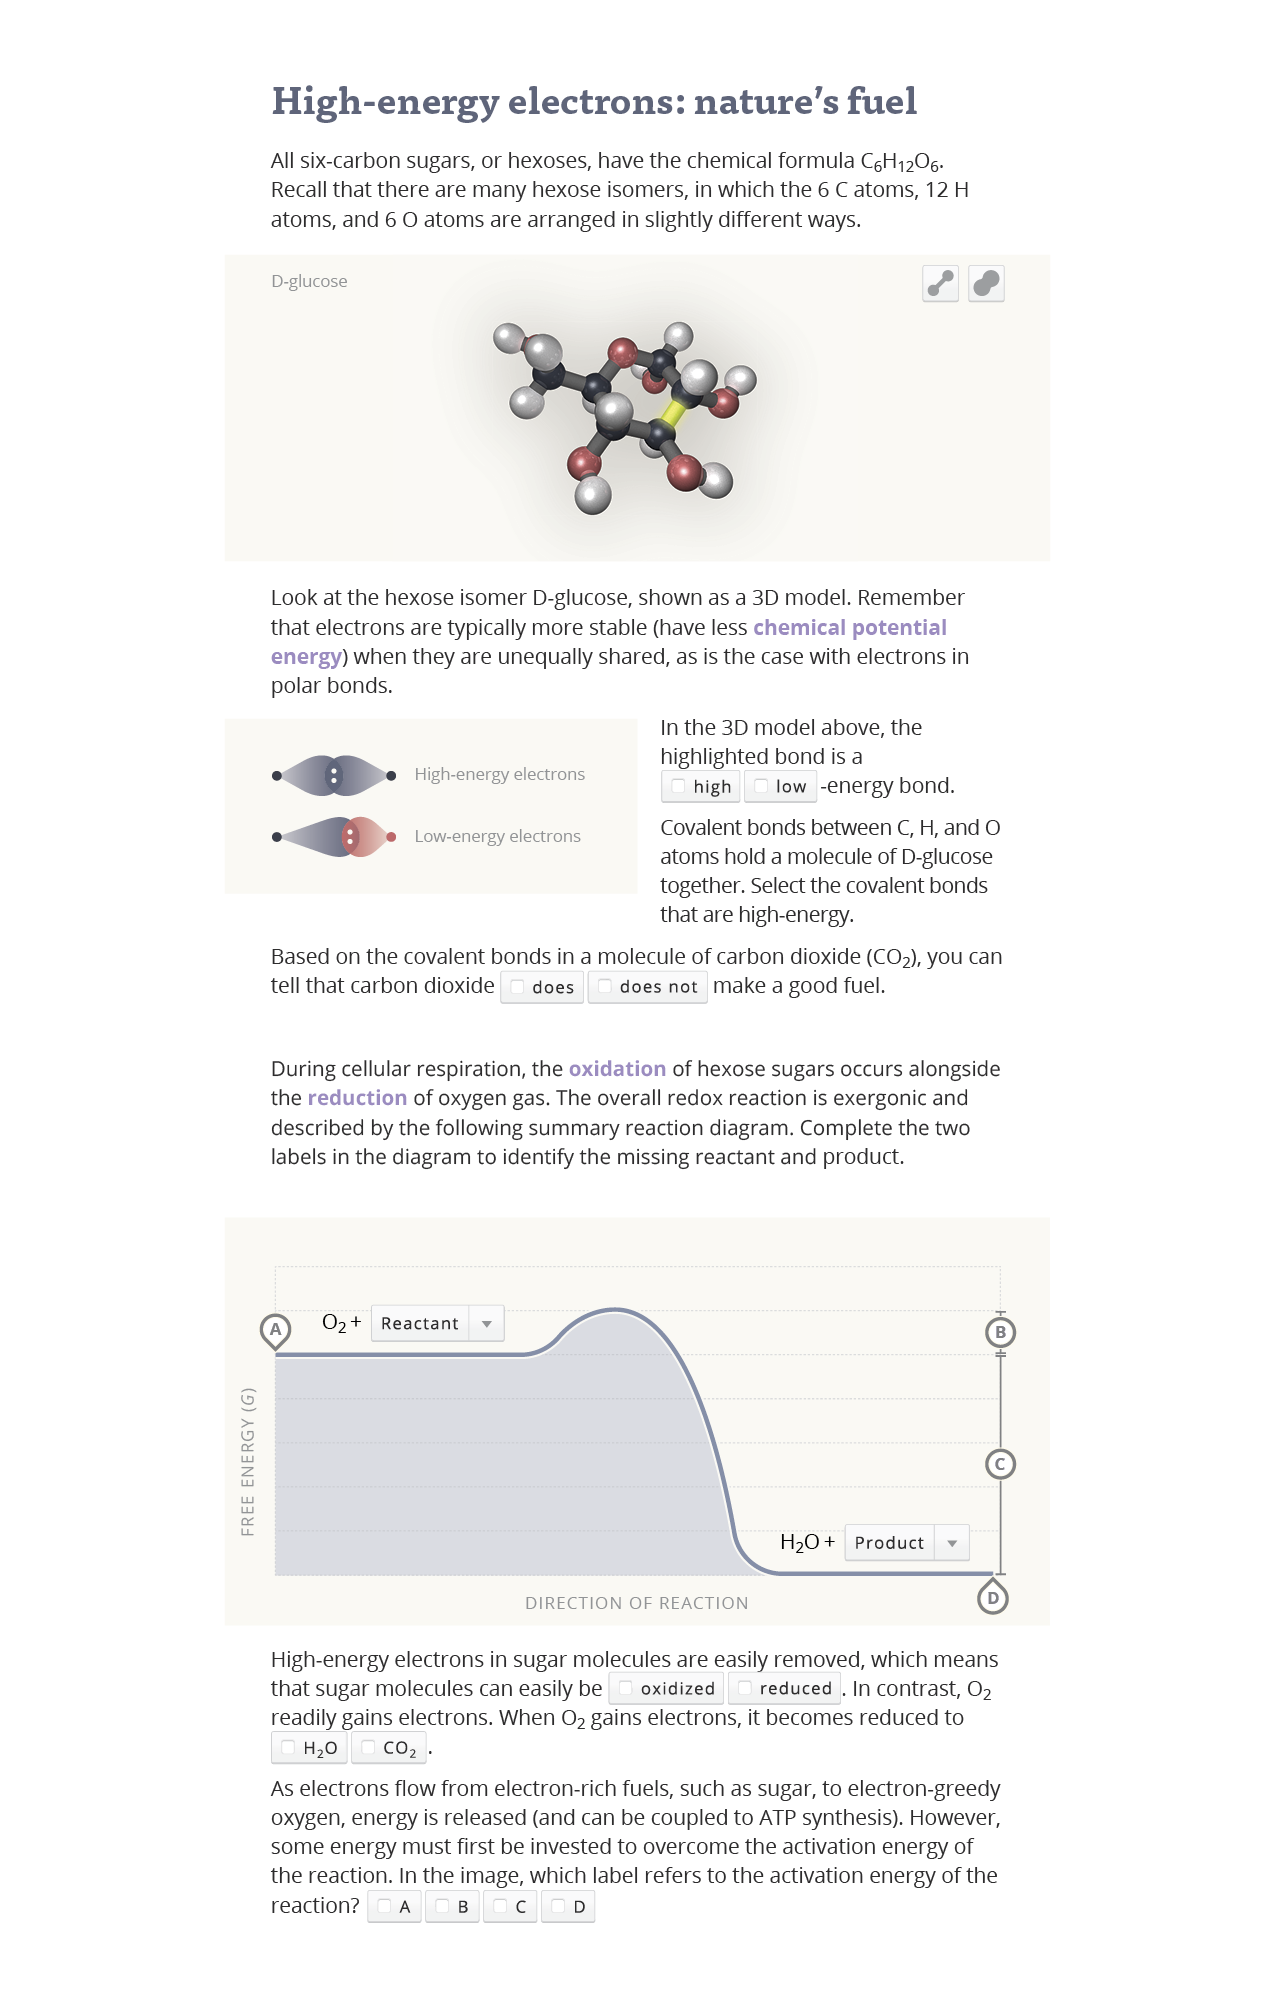 High-energy electrons: nature’s fuel
All six-carbon sugars, or hexoses, have the chemical formula C₆H₁₂O₆.
Recall that there are many hexose isomers, in which the 6 C atoms, 12 H
atoms, and 6 O atoms are arranged in slightly different ways.
D-glucose
Look at the hexose isomer D-glucose, shown as a 3D model. Remember
that electrons are typically more stable (have less chemical potential
energy) when they are unequally shared, as is the case with electrons in
polar bonds.
High-energy electrons
Low-energy electrons
In the 3D model above, the
highlighted bond is a
high low -energy bond.
Covalent bonds between C, H, and O
atoms hold a molecule of D-glucose
together. Select the covalent bonds
that are high-energy.
Based on the covalent bonds in a molecule of carbon dioxide (CO₂), you can
tell that carbon dioxide does does not make a good fuel.
During cellular respiration, the oxidation of hexose sugars occurs alongside
the reduction of oxygen gas. The overall redox reaction is exergonic and
described by the following summary reaction diagram. Complete the two
labels in the diagram to identify the missing reactant and product.
A
O₂ + Reactant
B
FREE ENERGY (G)
C
H₂O + Product
D
DIRECTION OF REACTION
High-energy electrons in sugar molecules are easily removed, which means
that sugar molecules can easily be oxidized reduced . In contrast, O₂
readily gains electrons. When O₂ gains electrons, it becomes reduced to
H₂O CO₂ .
As electrons flow from electron-rich fuels, such as sugar, to electron-greedy
oxygen, energy is released (and can be coupled to ATP synthesis). However,
some energy must first be invested to overcome the activation energy of
the reaction. In the image, which label refers to the activation energy of the
reaction? A B C D